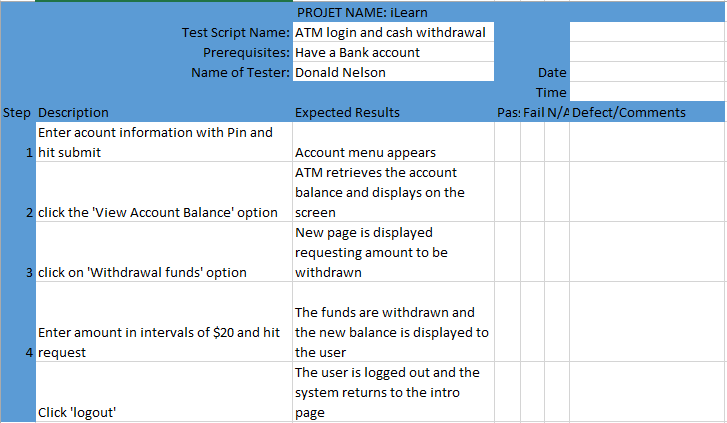 PROJET NAME: iLearn
Test Script Name: ATM login and cash withdrawal
Prerequisites: Have a Bank account
Name of Tester: Donald Nelson Date
Time
Step Description Expected Results Pas Fail N/A Defect/Comments
Enter acount information with Pin and
1 hit submit Account menu appears
ATM retrieves the account
balance and displays on the
2 click the 'View Account Balance' option screen
New page is displayed
requesting amount to be
3 click on 'Withdrawal funds' option withdrawn
The funds are withdrawn and
Enter amount in intervals of $20 and hit the new balance is displayed to
4 request the user
The user is logged out and the
system returns to the intro
Click 'logout' page